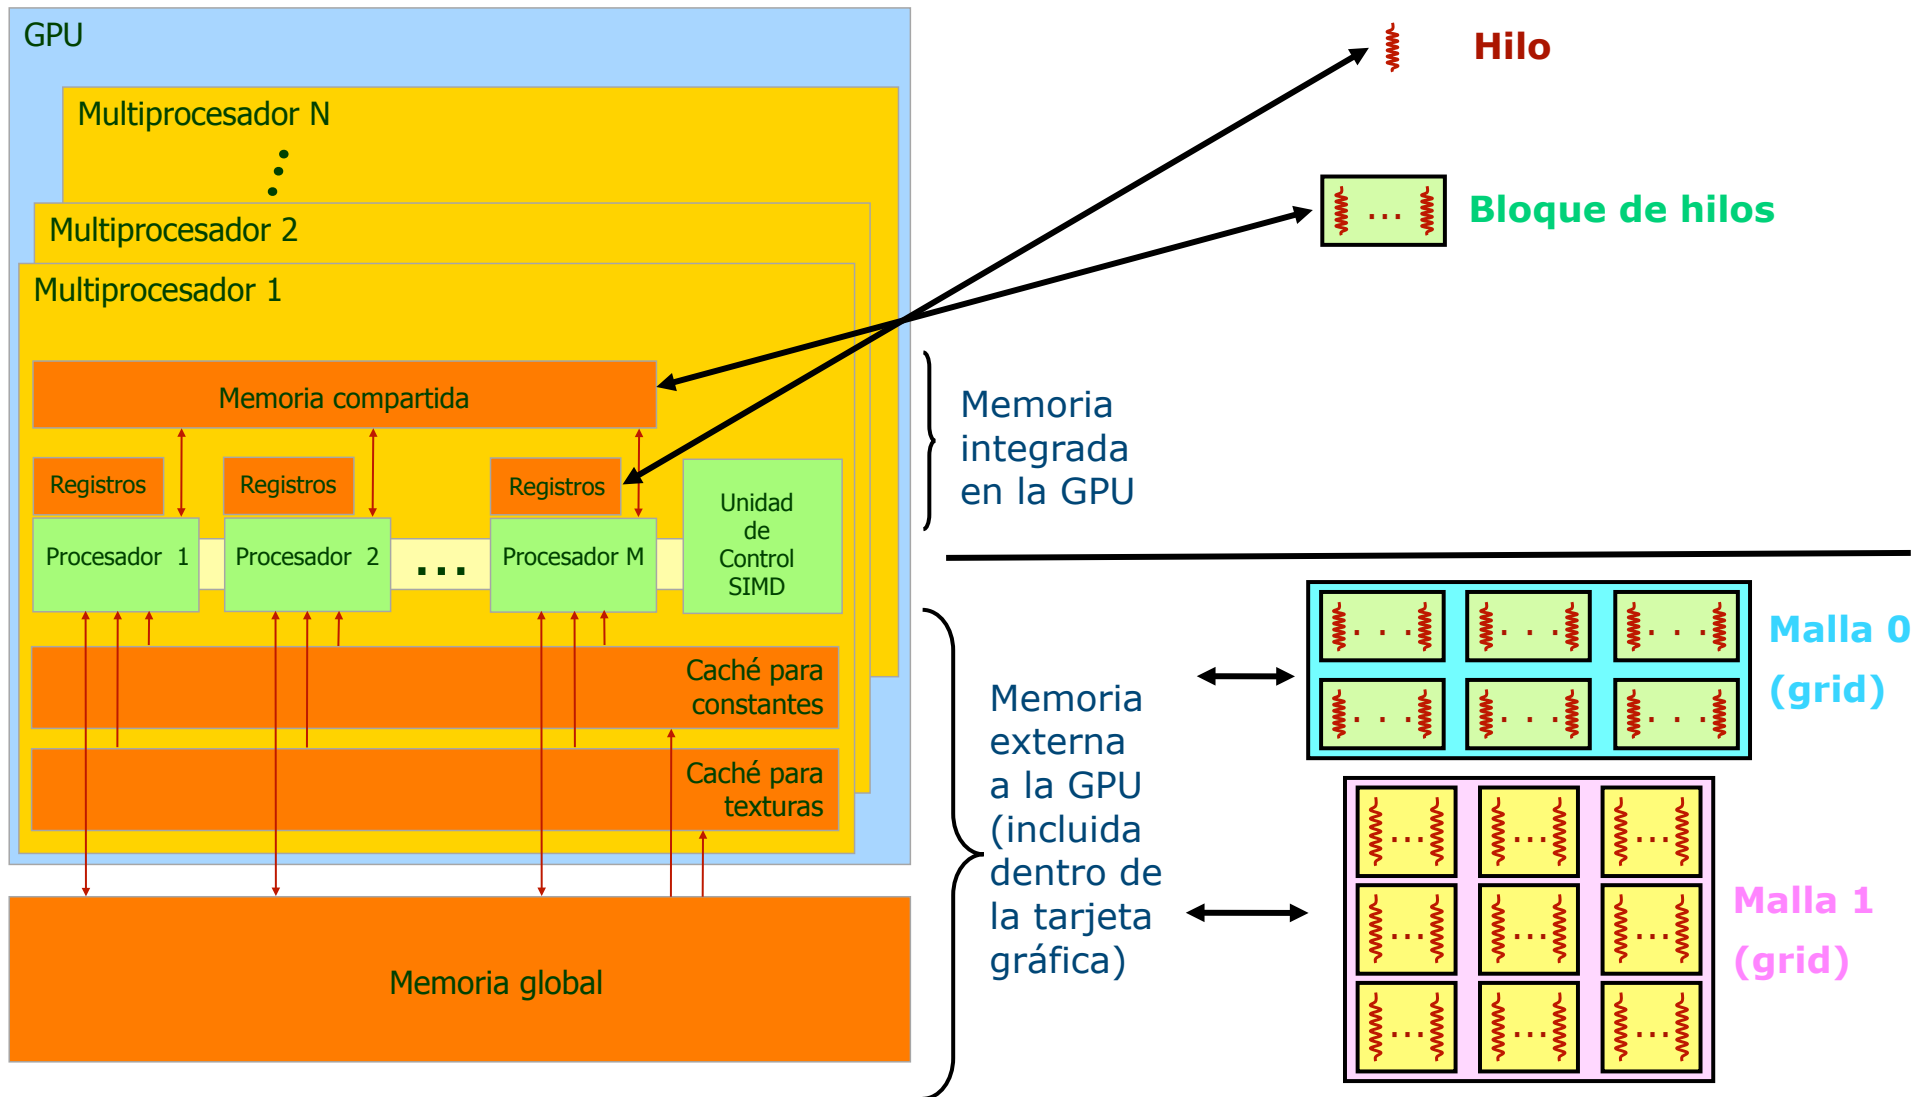 GPU
Multiprocesador N
Multiprocesador 2
Multiprocesador 1
Memoria compartida
Registros
Registros
Registros
Procesador 1
Procesador 2
...
Procesador M
Unidad
de
Control
SIMD
Caché para
constantes
Caché para
texturas
Memoria global
Hilo
... Bloque de hilos
Memoria
integrada
en la GPU
Memoria
externa
a la GPU
(incluida
dentro de
la tarjeta
gráfica)
Malla 0
(grid)
Malla 1
(grid)